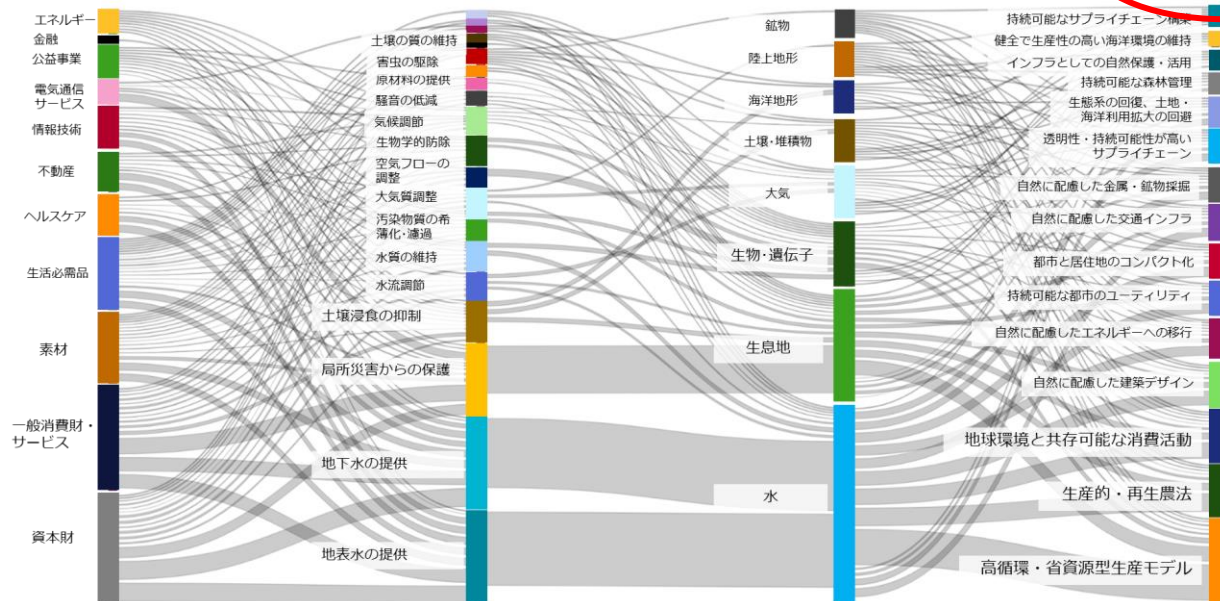 エネルギー
金融
公益事業
電気通信
サービス
情報技術
不動産
ヘルスケア
生活必需品
素材
一般消費財・
サービス
資本財
土壌の質の維持
害虫の駆除
原材料の提供
騒音の低減
気候調節
生物学的防除
空気フローの
調整
大気質調整
汚染物質の希
薄化・濾過
水質の維持
水流調節
土壌浸食の抑制
局所災害からの保護
地下水の提供
地表水の提供
鉱物
陸上地形
海洋地形
土壌・堆積物
大気
生物・遺伝子
生息地
水
持続可能なサプライチェーン構築
健全で生産性の高い海洋環境の維持
インフラとしての自然保護・活用
持続可能な森林管理
生態系の回復、土地・
海洋利用拡大の回避
透明性・持続可能性が高い
サプライチェーン
自然に配慮した金属・鉱物採掘
自然に配慮した交通インフラ
都市と居住地のコンパクト化
持続可能な都市のユーティリティ
自然に配慮したエネルギーへの移行
自然に配慮した建築デザイン
地球環境と共存可能な消費活動
生産的・再生農法
高循環・省資源型生産モデル